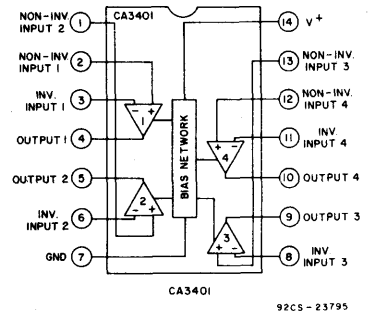 CA3401
NON-INV.
INPUT 2
1
NON-INV.
INPUT 1
2
INV.
INPUT 1
3
OUTPUT 1
4
OUTPUT 2
5
INV.
INPUT 2
6
GND
7
- +
1
2
- +
BIAS NETWORK
+ -
4
3
+ -
14
V+
13
NON-INV.
INPUT 3
12
NON-INV.
INPUT 4
11
INV.
INPUT 4
10
OUTPUT 4
9
OUTPUT 3
8
INV
INPUT 3
CA3401
92CS-23795